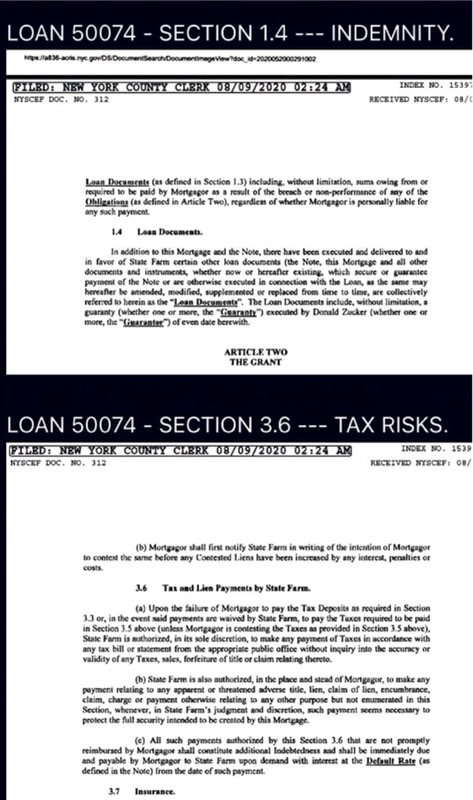 LOAN 50074 - SECTION 1.4 --- INDEMNITY.
https://a836-acris.nyc.gov/DS/DocumentSearch/DocumentImageView?doc_id=2020052000291002
FILED: NEW YORK COUNTY CLERK 08/09/2020 02:24 AM
INDEX NO. 15397
NYSCEF DOC. NO. 312
RECEIVED NYSCEF: 08/0
Loan Documents (as defined in Section 1.3) including, without limitation, sums owing from or
required to be paid by Mortgagor as a result of the breach or non-performance of any of the
Obligations (as defined in Article Two), regardless of whether Mortgagor is personally liable for
any such payment.
1.4 Loan Documents.
In addition to this Mortgage and the Note, there have been executed and delivered to and
in favor of State Farm certain other loan documents (the Note, this Mortgage and all other
documents and instruments, whether now or hereafter existing, which secure or guarantee
payment of the Note or are otherwise executed in connection with the Loan, as the same may
hereafter be amended, modified, supplemented or replaced from time to time, are collectively
referred to herein as the "Loan Documents". The Loan Documents include, without limitation, a
guaranty (whether one or more, the "Guaranty") executed by Donald Zucker (whether one or
more, the "Guarantor") of even date herewith.
ARTICLE TWO
THE GRANT
LOAN 50074 - SECTION 3.6 --- TAX RISKS.
FILED: NEW YORK COUNTY CLERK 08/09/2020 02:24 AM
INDEX NO. 1539
NYSCEF DOC. NO. 312
RECEIVED NYSCEF: 08/
(b) Mortgagor shall first notify State Farm in writing of the intention of Mortgagor
to contest the same before any Contested Liens have been increased by any interest, penalties or
costs.
3.6 Tax and Lien Payments by State Farm.
(a) Upon the failure of Mortgagor to pay the Tax Deposits as required in Section
3.3 or, in the event said payments are waived by State Farm, to pay the Taxes required to be paid
in Section 3.5 above (unless Mortgagor is contesting the Taxes as provided in Section 3.5 above),
State Farm is authorized, in its sole discretion, to make any payment of Taxes in accordance with
any tax bill or statement from the appropriate public office without inquiry into the accuracy or
validity of any Taxes, sales, forfeiture of title or claim relating thereto.
(b) State Farm is also authorized, in the place and stead of Mortgagor, to make any
payment relating to any apparent or threatened adverse title, lien, claim of lien, encumbrance,
claim, charge or payment otherwise relating to any other purpose but not enumerated in this
Section, whenever, in State Farm's judgment and discretion, such payment seems necessary to
protect the full security intended to be created by this Mortgage.
(c) All such payments authorized by this Section 3.6 that are not promptly
reimbursed by Mortgagor shall constitute additional Indebtedness and shall be immediately due
and payable by Mortgagor to State Farm upon demand with interest at the Default Rate (as
defined in the Note) from the date of such payment.
3.7 Insurance.